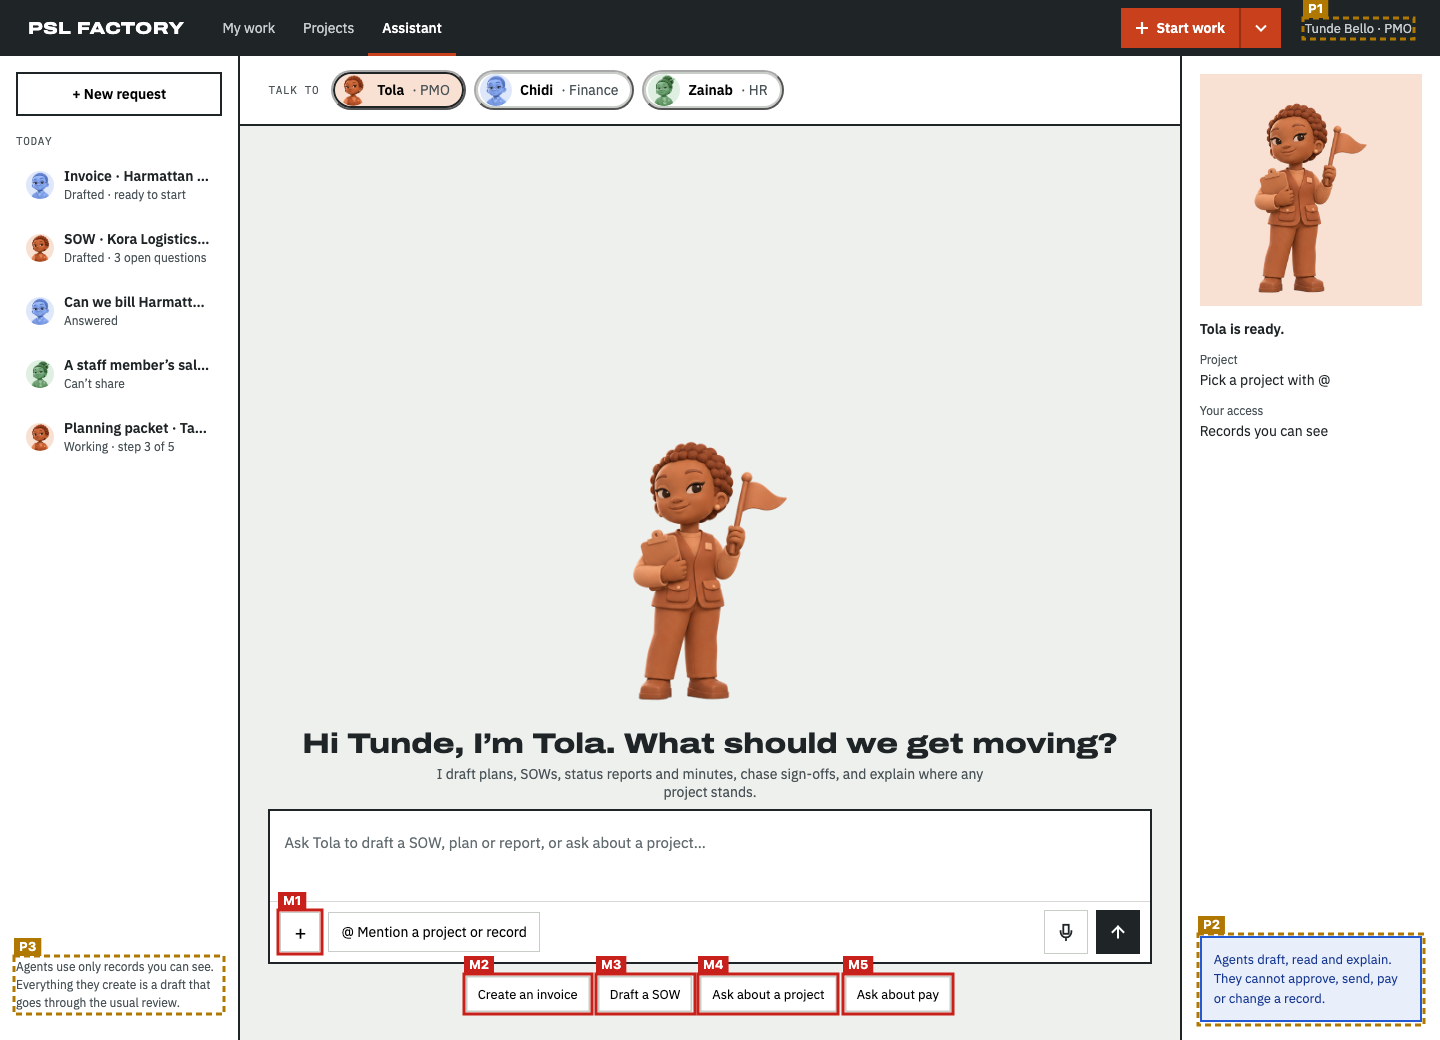 PSL FACTORY
My work
Projects
Assistant
+ Start work
P1
Tunde Bello · PMO
+ New request
TODAY
Invoice · Harmattan ...
Drafted · ready to start
SOW · Kora Logistics...
Drafted · 3 open questions
Can we bill Harmatt...
Answered
A staff member’s sal...
Can’t share
Planning packet · Ta...
Working · step 3 of 5
P3
Agents use only records you can see.
Everything they create is a draft that
goes through the usual review.
TALK TO
Tola · PMO
Chidi · Finance
Zainab · HR
Hi Tunde, I’m Tola. What should we get moving?
I draft plans, SOWs, status reports and minutes, chase sign-offs, and explain where any
project stands.
Ask Tola to draft a SOW, plan or report, or ask about a project...
M1
+
@ Mention a project or record
M2
Create an invoice
M3
Draft a SOW
M4
Ask about a project
M5
Ask about pay
Tola is ready.
Project
Pick a project with @
Your access
Records you can see
P2
Agents draft, read and explain.
They cannot approve, send, pay
or change a record.